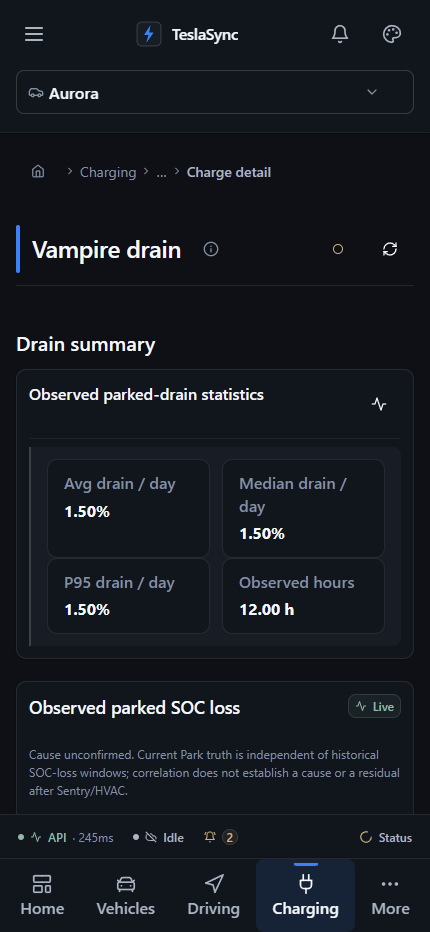 TeslaSync
Aurora
Charging
...
Charge detail
Vampire drain
Drain summary
Observed parked-drain statistics
Avg drain / day
1.50%
Median drain /
day
1.50%
P95 drain / day
1.50%
Observed hours
12.00 h
Observed parked SOC loss
Live
Cause unconfirmed. Current Park truth is independent of historical
SOC-loss windows; correlation does not establish a cause or a residual
after Sentry/HVAC.
API · 245ms
Idle
2
Status
Home
Vehicles
Driving
Charging
More